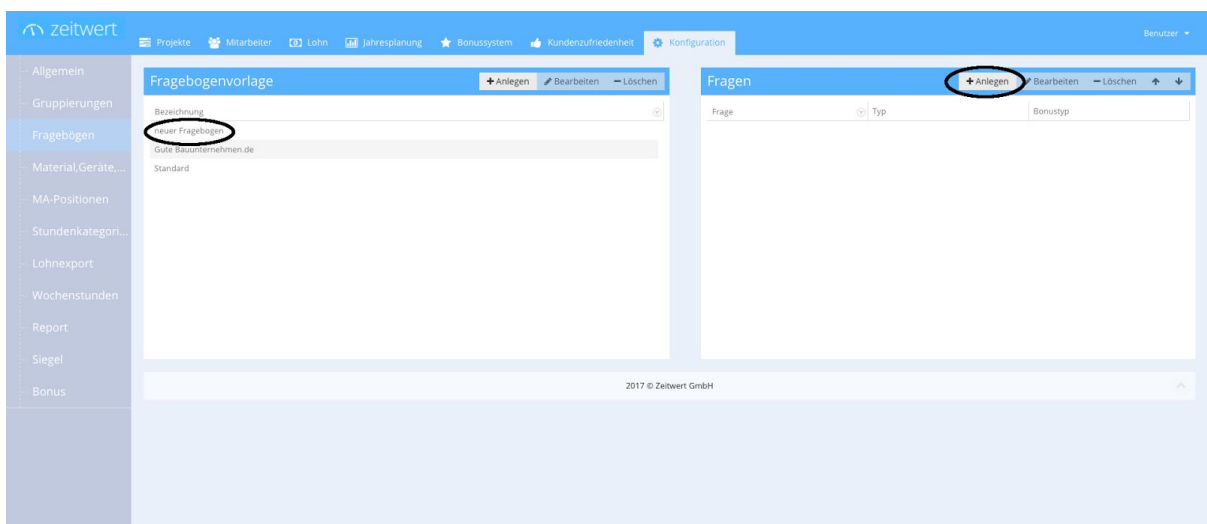 zeitwert
Projekte Mitarbeiter Lohn Jahresplanung Bonussystem Kundenzufriedenheit Konfiguration Benutzer
Allgemein
Gruppierungen
Fragebögen
Material,Geräte,...
MA-Positionen
Stundenkategori...
Lohnexport
Wochenstunden
Report
Siegel
Bonus
Fragebogenvorlage Anlegen Bearbeiten Löschen
Bezeichnung
neuer Fragebogen
Gute Bauunternehmen.de
Standard
Fragen Anlegen Bearbeiten Löschen
Frage Typ Bonustyp
2017 © Zeitwert GmbH